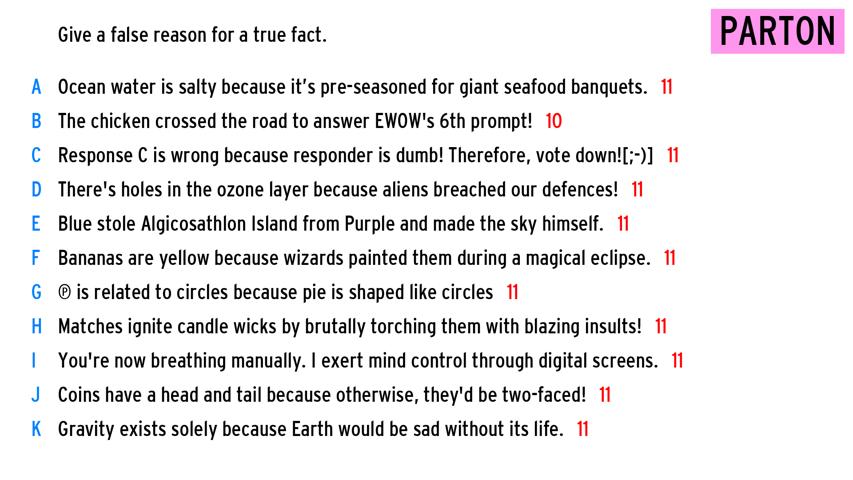 Give a false reason for a true fact.
PARTON
A Ocean water is salty because it's pre-seasoned for giant seafood banquets. 11
B The chicken crossed the road to answer EWOW's 6th prompt! 10
C Response C is wrong because responder is dumb! Therefore, vote down![;-)] 11
D There's holes in the ozone layer because aliens breached our defences! 11
E Blue stole Algicosathlon Island from Purple and made the sky himself. 11
F Bananas are yellow because wizards painted them during a magical eclipse. 11
G ℗ is related to circles because pie is shaped like circles 11
H Matches ignite candle wicks by brutally torching them with blazing insults! 11
I You're now breathing manually. I exert mind control through digital screens. 11
J Coins have a head and tail because otherwise, they'd be two-faced! 11
K Gravity exists solely because Earth would be sad without its life. 11